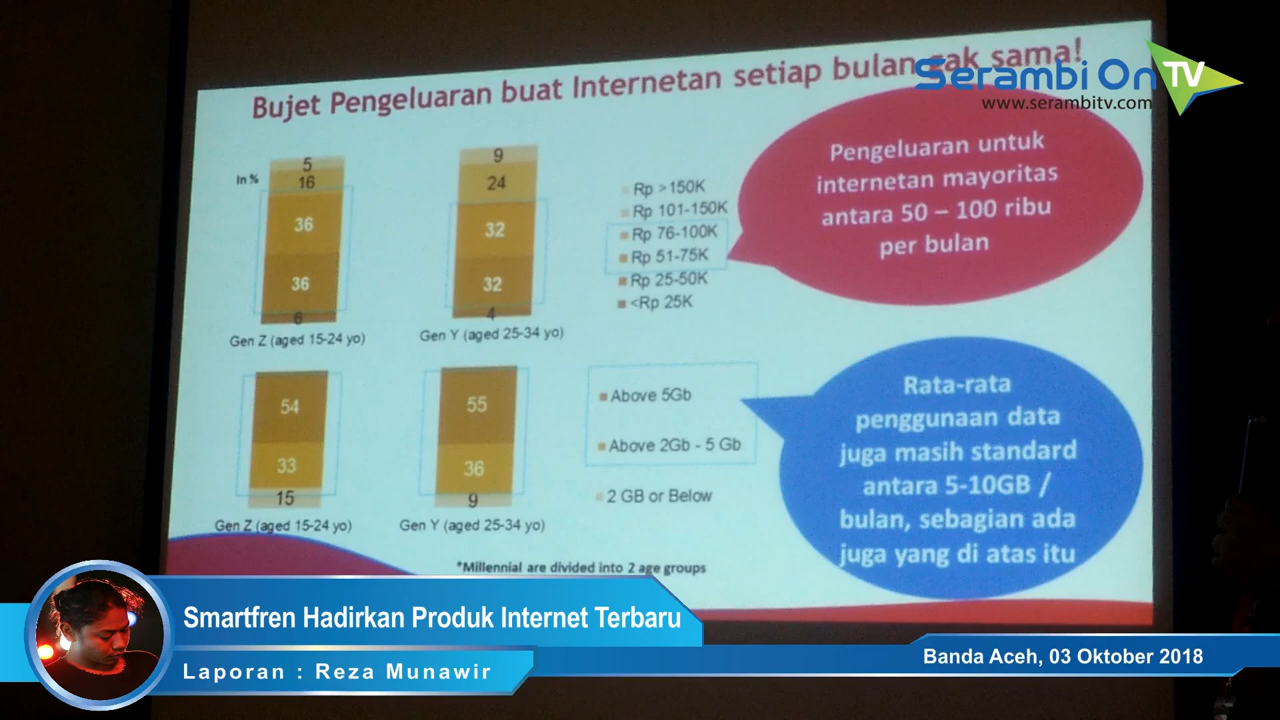 Bujet Pengeluaran buat Internetan setiap bulan gak sama!
Serambi On TV
www.serambitv.com
In %
5
16
36
36
6
Gen Z (aged 15-24 yo)
9
24
32
32
4
Gen Y (aged 25-34 yo)
Rp >150K
Rp 101-150K
Rp 76-100K
Rp 51-75K
Rp 25-50K
<Rp 25K
Pengeluaran untuk
internetan mayoritas
antara 50 – 100 ribu
per bulan
54
33
15
Gen Z (aged 15-24 yo)
55
36
9
Gen Y (aged 25-34 yo)
Above 5Gb
Above 2Gb - 5 Gb
2 GB or Below
Rata-rata
penggunaan data
juga masih standard
antara 5-10GB /
bulan, sebagian ada
juga yang di atas itu
*Millennial are divided into 2 age groups
Smartfren Hadirkan Produk Internet Terbaru
Laporan : Reza Munawir
Banda Aceh, 03 Oktober 2018